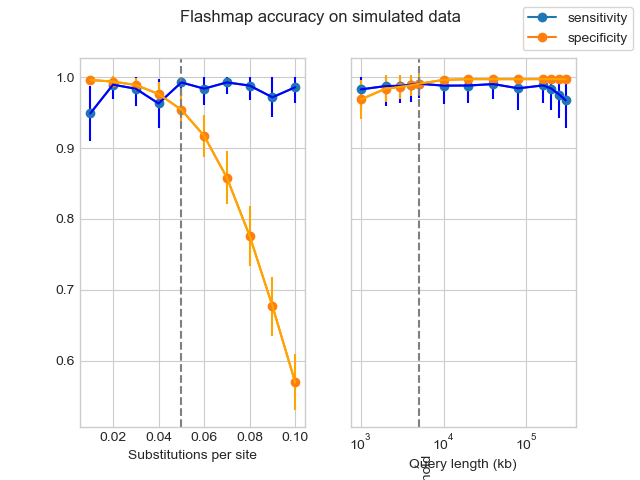 Flashmap accuracy on simulated data
sensitivity
specificity
1.0
0.9
0.8
0.7
0.6
0.02 0.04 0.06 0.08 0.10
Substitutions per site
10³ 10⁴ 10⁵
Query length (kb)